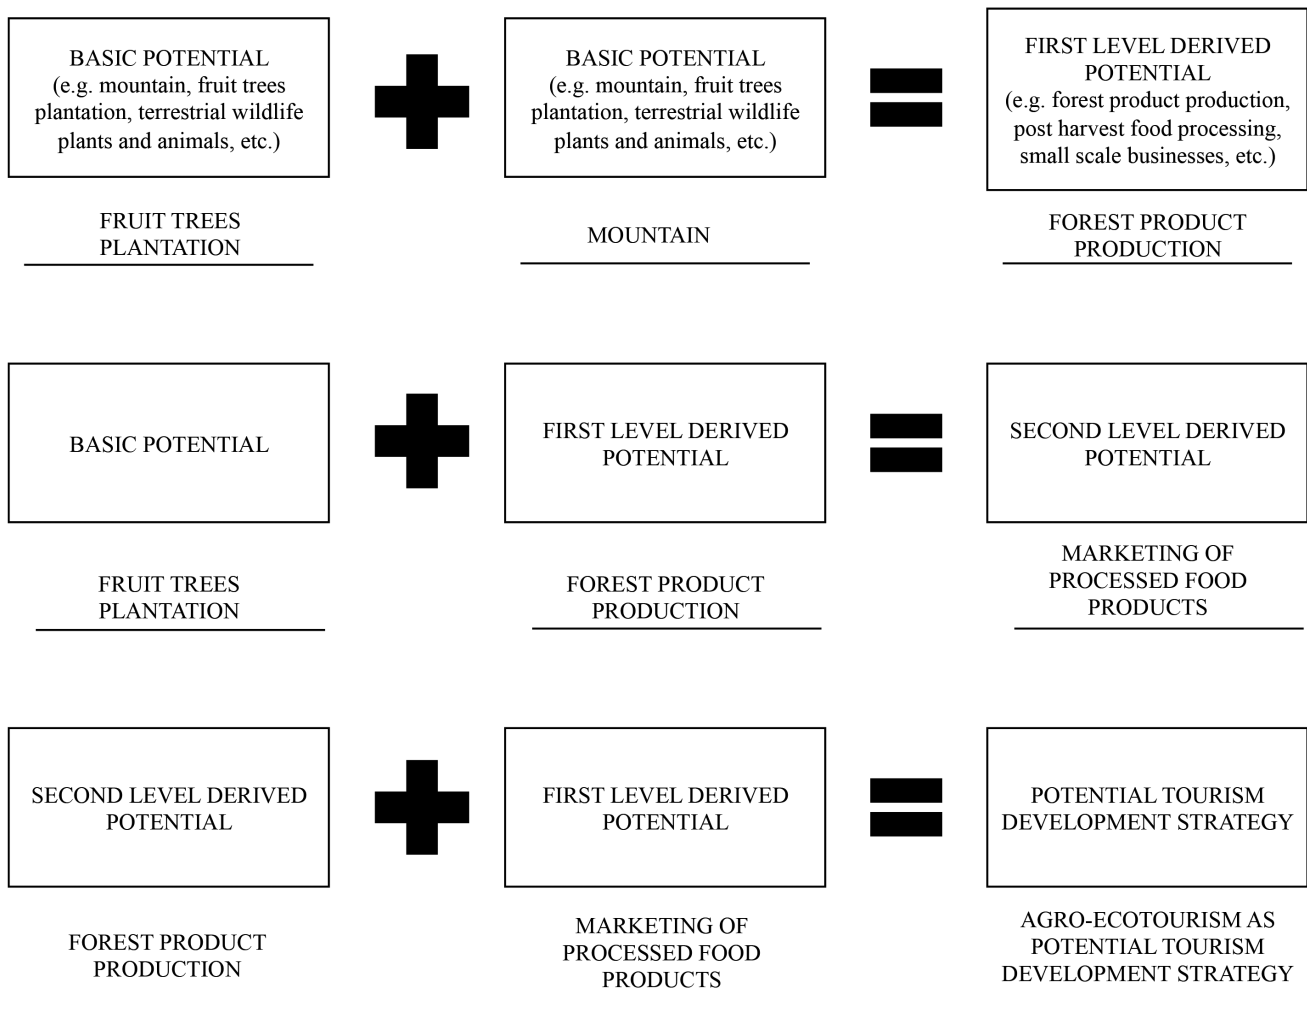 BASIC POTENTIAL
(e.g. mountain, fruit trees
plantation, terrestrial wildlife
plants and animals, etc.)
BASIC POTENTIAL
(e.g. mountain, fruit trees
plantation, terrestrial wildlife
plants and animals, etc.)
FIRST LEVEL DERIVED
POTENTIAL
(e.g. forest product production,
post harvest food processing,
small scale businesses, etc.)
FRUIT TREES
PLANTATION
MOUNTAIN
FOREST PRODUCT
PRODUCTION
BASIC POTENTIAL
FIRST LEVEL DERIVED
POTENTIAL
SECOND LEVEL DERIVED
POTENTIAL
FRUIT TREES
PLANTATION
FOREST PRODUCT
PRODUCTION
MARKETING OF
PROCESSED FOOD
PRODUCTS
SECOND LEVEL DERIVED
POTENTIAL
FIRST LEVEL DERIVED
POTENTIAL
POTENTIAL TOURISM
DEVELOPMENT STRATEGY
FOREST PRODUCT
PRODUCTION
MARKETING OF
PROCESSED FOOD
PRODUCTS
AGRO-ECOTOURISM AS
POTENTIAL TOURISM
DEVELOPMENT STRATEGY